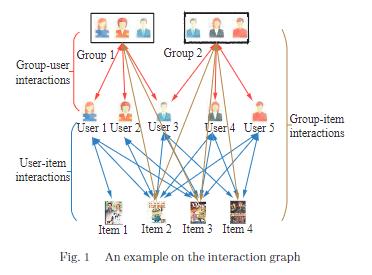 Group 1
Group 2
Group-user
interactions
User 1 User 2 User 3 User 4 User 5
Group-item
interactions
User-item
interactions
Item 1 Item 2 Item 3 Item 4
Fig. 1 An example on the interaction graph